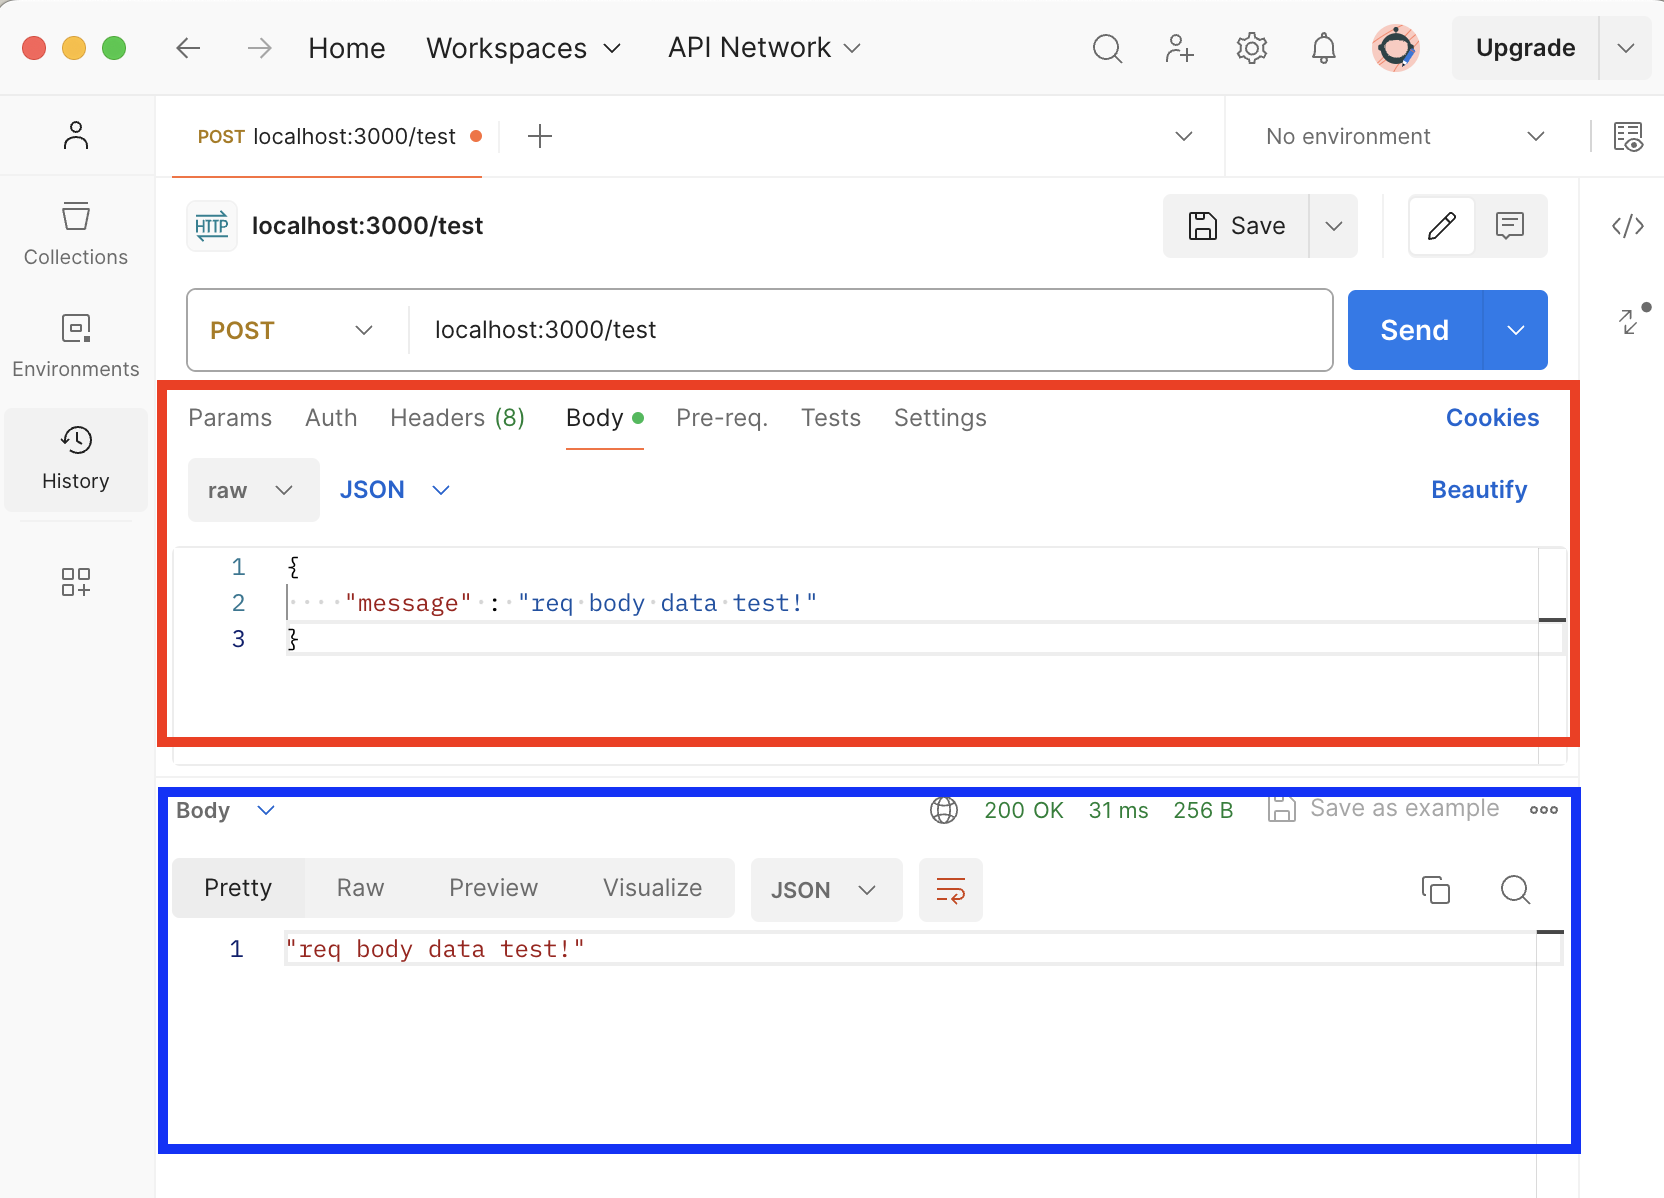 Home Workspaces API Network Upgrade
POST localhost:3000/test No environment
HTTP localhost:3000/test Save
Collections
POST localhost:3000/test Send
Environments
Params Auth Headers (8) Body Pre-req. Tests Settings Cookies
History
raw JSON Beautify
1 {
2 "message" : "req body data test!"
3 }
Body 200 OK 31 ms 256 B Save as example
Pretty Raw Preview Visualize JSON
1 "req body data test!"